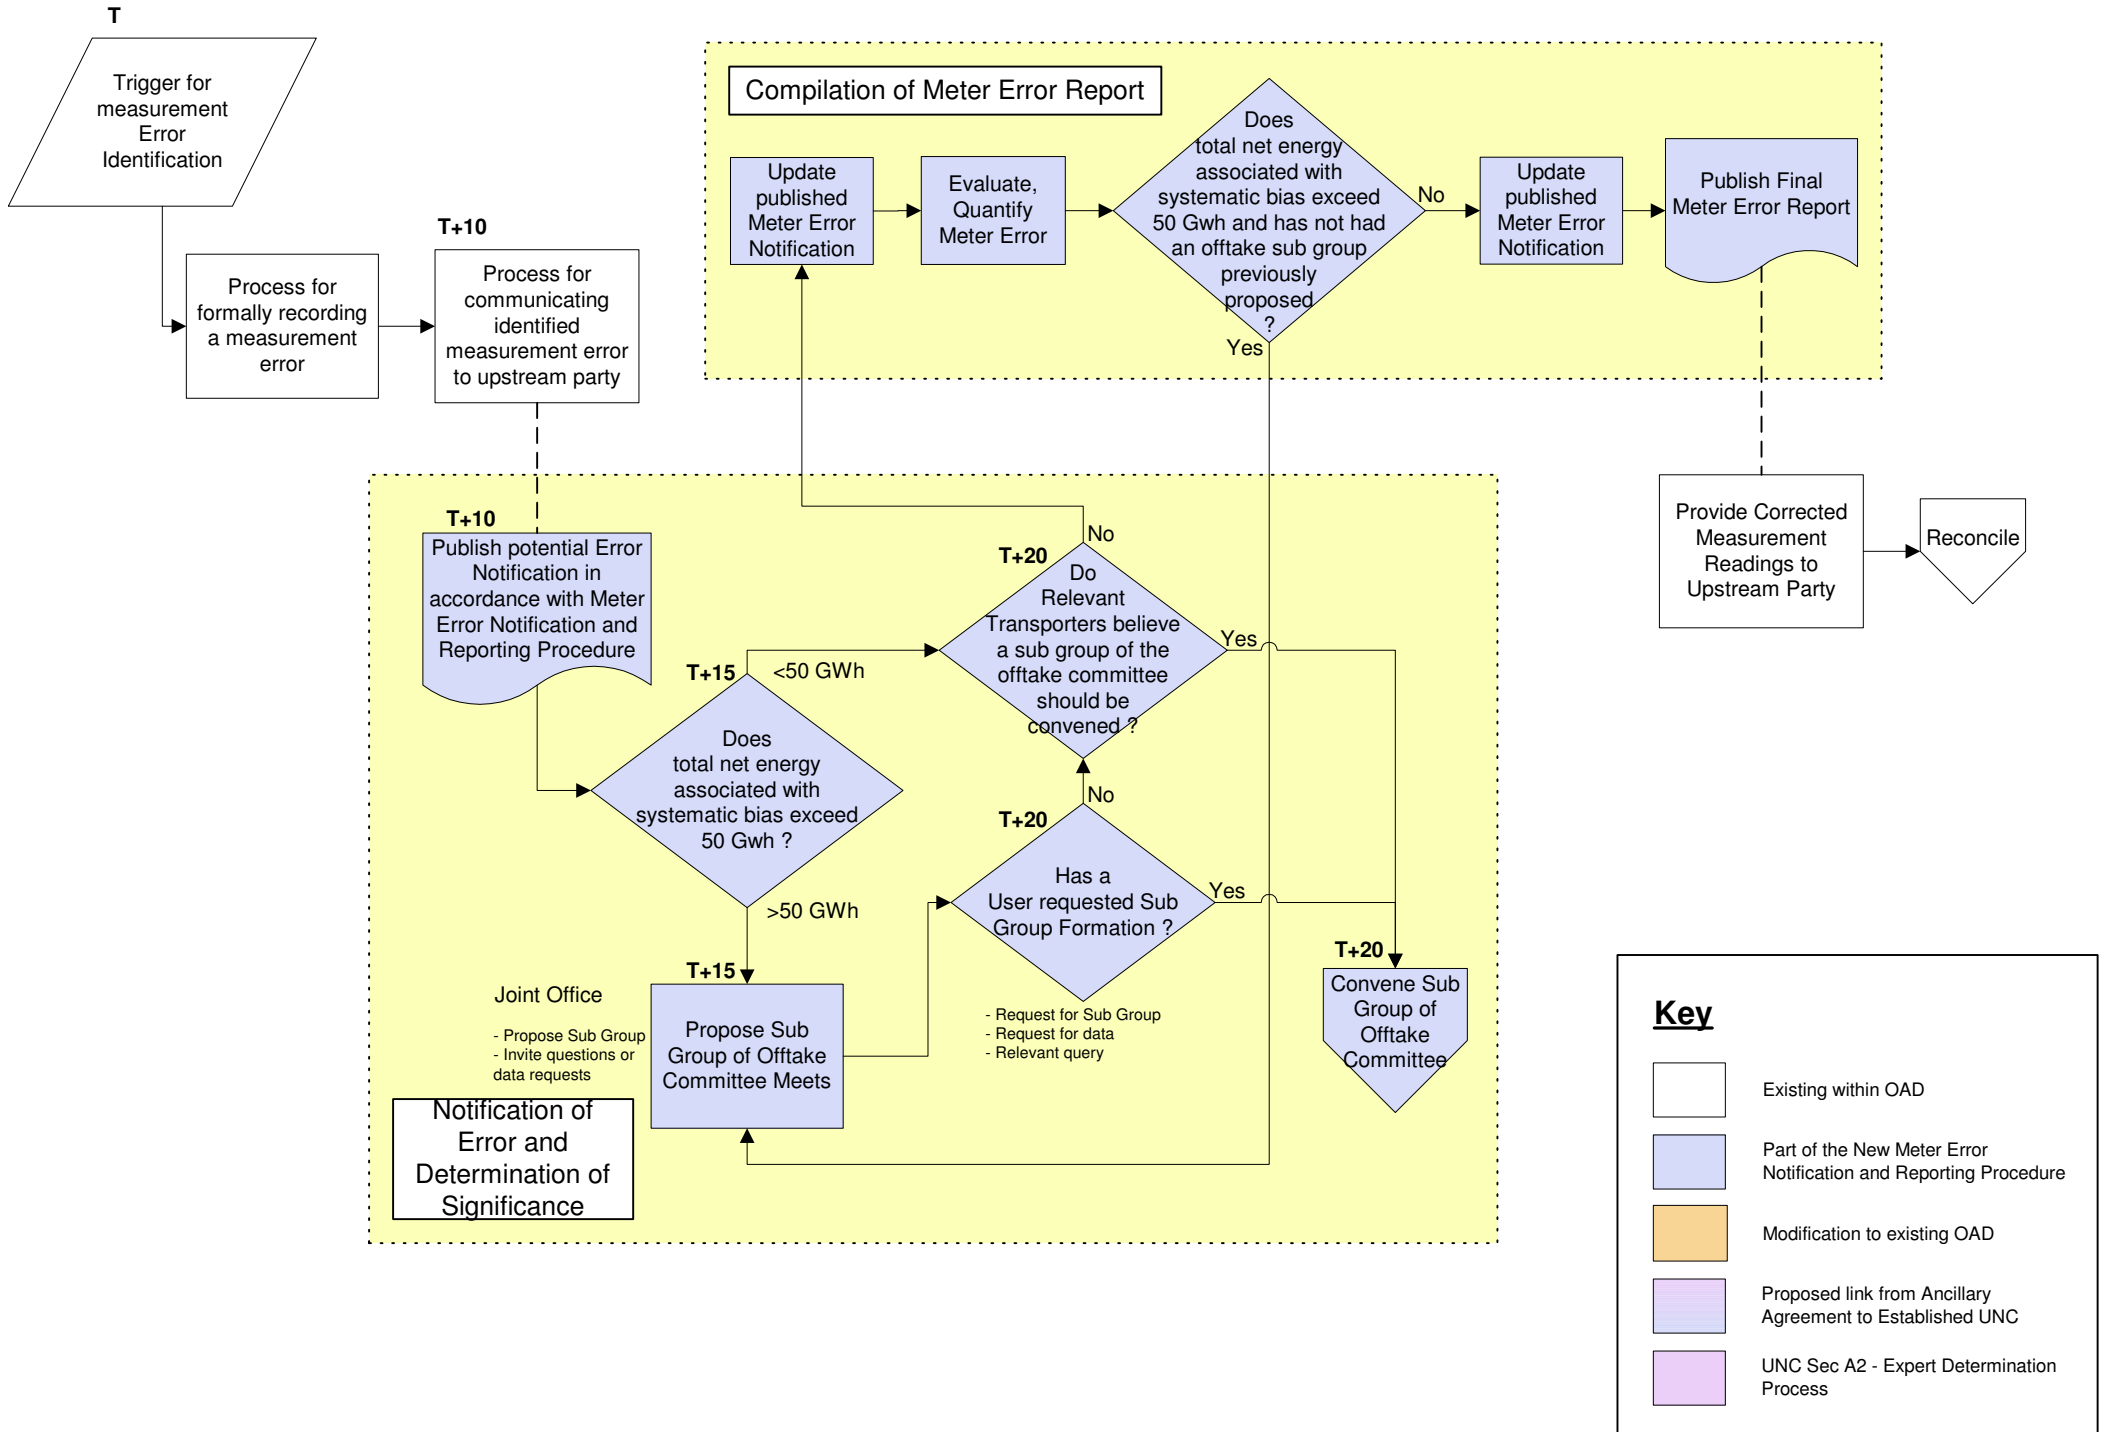 T
Trigger for
measurement
Error
Identification
Process for
formally recording
a measurement
error
T+10
Process for
communicating
identified
measurement error
to upstream party
Compilation of Meter Error Report
Update
published
Meter Error
Notification
Evaluate,
Quantify
Meter Error
Does
total net energy
associated with
systematic bias exceed
50 Gwh and has not had
an offtake sub group
previously
proposed
?
No
Yes
Update
published
Meter Error
Notification
Publish Final
Meter Error Report
Provide Corrected
Measurement
Readings to
Upstream Party
Reconcile
T+10
Publish potential Error
Notification in
accordance with Meter
Error Notification and
Reporting Procedure
T+15
<50 GWh
Does
total net energy
associated with
systematic bias exceed
50 Gwh ?
>50 GWh
T+20
No
Do
Relevant
Transporters believe
a sub group of the
offtake committee
should be
convened ?
Yes
T+20
No
Has a
User requested Sub
Group Formation ?
Yes
- Request for Sub Group
- Request for data
- Relevant query
T+15
Propose Sub
Group of Offtake
Committee Meets
Joint Office
- Propose Sub Group
- Invite questions or
data requests
T+20
Convene Sub
Group of
Offtake
Committee
Notification of
Error and
Determination of
Significance
Key
Existing within OAD
Part of the New Meter Error
Notification and Reporting Procedure
Modification to existing OAD
Proposed link from Ancillary
Agreement to Established UNC
UNC Sec A2 - Expert Determination
Process